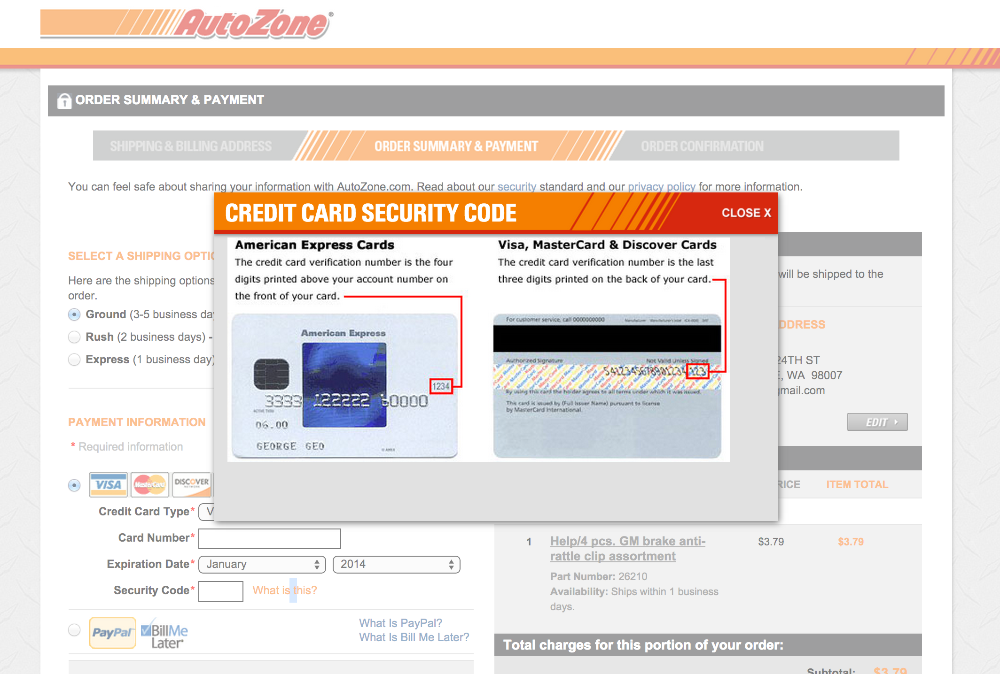 AutoZone®
ORDER SUMMARY & PAYMENT
SHIPPING & BILLING ADDRESS
ORDER SUMMARY & PAYMENT
ORDER CONFIRMATION
You can feel safe about sharing your information with AutoZone.com. Read about our security standard and our privacy policy for more information.
CREDIT CARD SECURITY CODE
CLOSE X
American Express Cards
The credit card verification number is the four
digits printed above your account number on
the front of your card.
American Express
1234
3333 122222 60000
06.00
GEORGE GEO
Visa, MasterCard & Discover Cards
The credit card verification number is the last
three digits printed on the back of your card.
For customer service, call 0000000000
Authorized Signature
Not Valid Unless Signed
5412345678901234 123
By using this card the holder agrees to all terms under which it was issued.
This card is issued by (Full Issuer Name) pursuant to license
by MasterCard International.
SELECT A SHIPPING
Here are the shipping options
order.
Ground (3-5 business
Rush (2 business days) -
Express (1 business day)
PAYMENT INFORMATION
* Required information
VISA
MasterCard
DISCOVER
NETWORK
Credit Card Type*
Card Number*
Expiration Date* January 2014
Security Code* What is this?
PayPal
BillMe
Later
What Is PayPal?
What Is Bill Me Later?
will be shipped to the
24TH ST
WA 98007
gmail.com
EDIT
ITEM TOTAL
1 Help/4 pcs. GM brake anti-
rattle clip assortment
$3.79 $3.79
Part Number: 26210
Availability: Ships within 1 business
days.
Total charges for this portion of your order:
Subtotal: $3.79